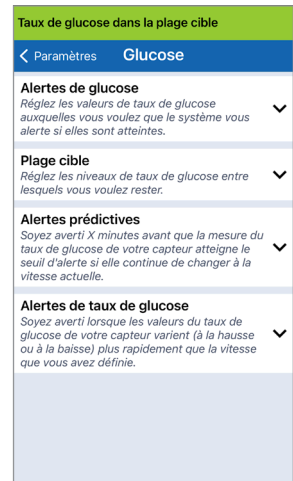 Taux de glucose dans la plage cible
Paramètres Glucose
Alertes de glucose
Réglez les valeurs de taux de glucose
auxquelles vous voulez que le système vous
alerte si elles sont atteintes.
Plage cible
Réglez les niveaux de taux de glucose entre
lesquels vous voulez rester.
Alertes prédictives
Soyez averti X minutes avant que la mesure du
taux de glucose de votre capteur atteigne le
seuil d'alerte si elle continue de changer à la
vitesse actuelle.
Alertes de taux de glucose
Soyez averti lorsque les valeurs du taux de
glucose de votre capteur varient (à la hausse
ou à la baisse) plus rapidement que la vitesse
que vous avez définie.